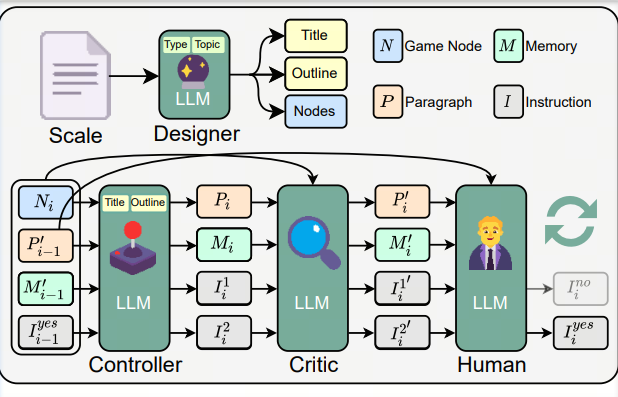 Type Topic
LLM
Scale
Designer
Title
Outline
Nodes
N Game Node
M Memory
P Paragraph
I Instruction
N_i
P'_{i-1}
M'_{i-1}
I^{yes}_{i-1}
Title Outline
LLM
Controller
P_i
M_i
I^1_i
I^2_i
LLM
Critic
P'_i
M'_i
I^{1'}_i
I^{2'}_i
LLM
Human
I^{no}_i
I^{yes}_i